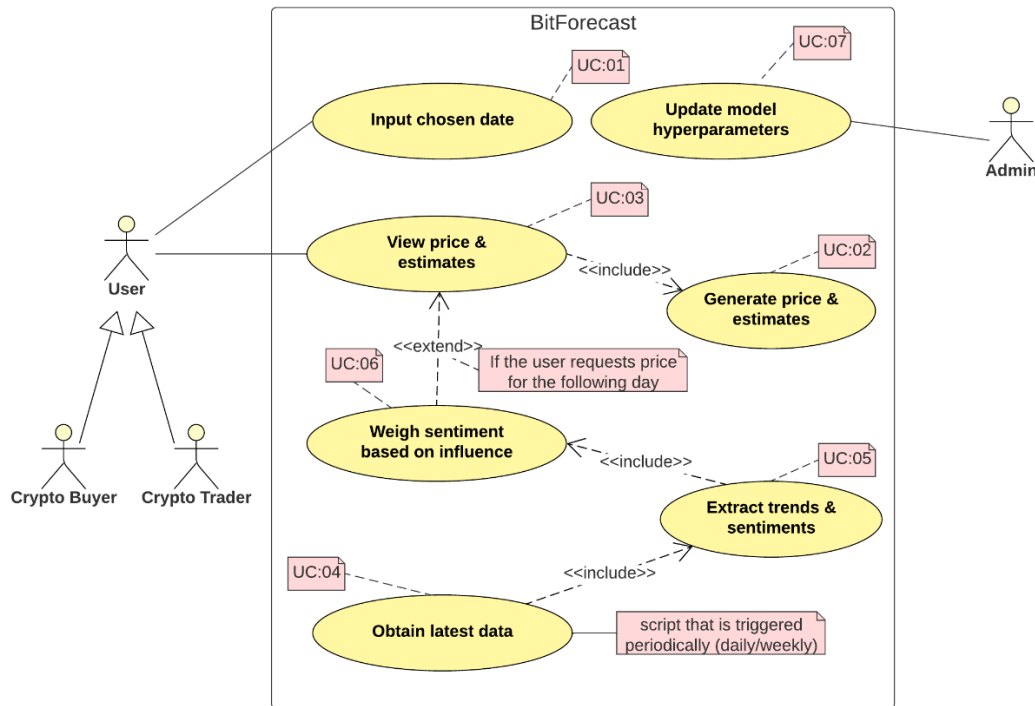 BitForecast
UC:01
UC:07
Input chosen date
Update model
hyperparameters
Admin
UC:03
View price &
estimates
<<include>>
UC:02
User
Generate price &
estimates
<<extend>>
If the user requests price
for the following day
UC:06
Weigh sentiment
based on influence
<<include>>
UC:05
Crypto Buyer
Crypto Trader
Extract trends &
sentiments
UC:04
<<include>>
Obtain latest data
script that is triggered
periodically (daily/weekly)